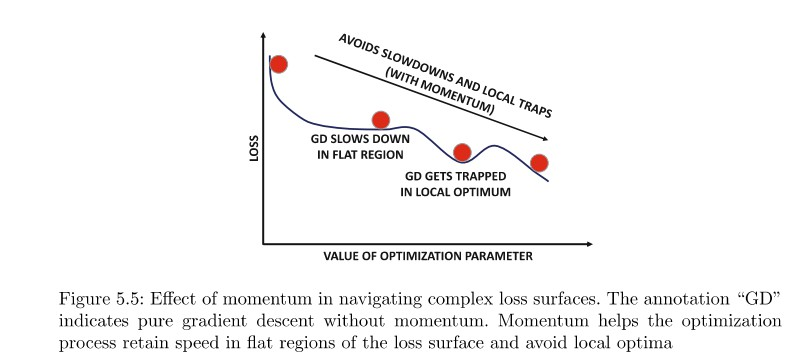 AVOIDS SLOWDOWNS AND LOCAL TRAPS
(WITH MOMENTUM)
GD SLOWS DOWN
IN FLAT REGION
GD GETS TRAPPED
IN LOCAL OPTIMUM
LOSS
VALUE OF OPTIMIZATION PARAMETER
Figure 5.5: Effect of momentum in navigating complex loss surfaces. The annotation “GD”
indicates pure gradient descent without momentum. Momentum helps the optimization
process retain speed in flat regions of the loss surface and avoid local optima